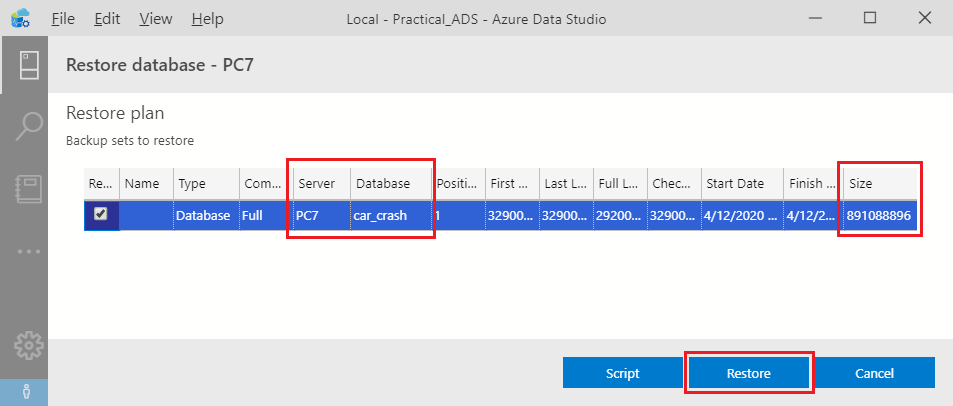 File Edit View Help Local - Practical_ADS - Azure Data Studio
Restore database - PC7
Restore plan
Backup sets to restore
Re... Name Type Com... Server Database Positi... First ... Last L... Full L... Chec... Start Date Finish ... Size
Database Full PC7 car_crash 1 32900... 32900... 29200... 32900... 4/12/2020 ... 4/12/2... 891088896
Script Restore Cancel